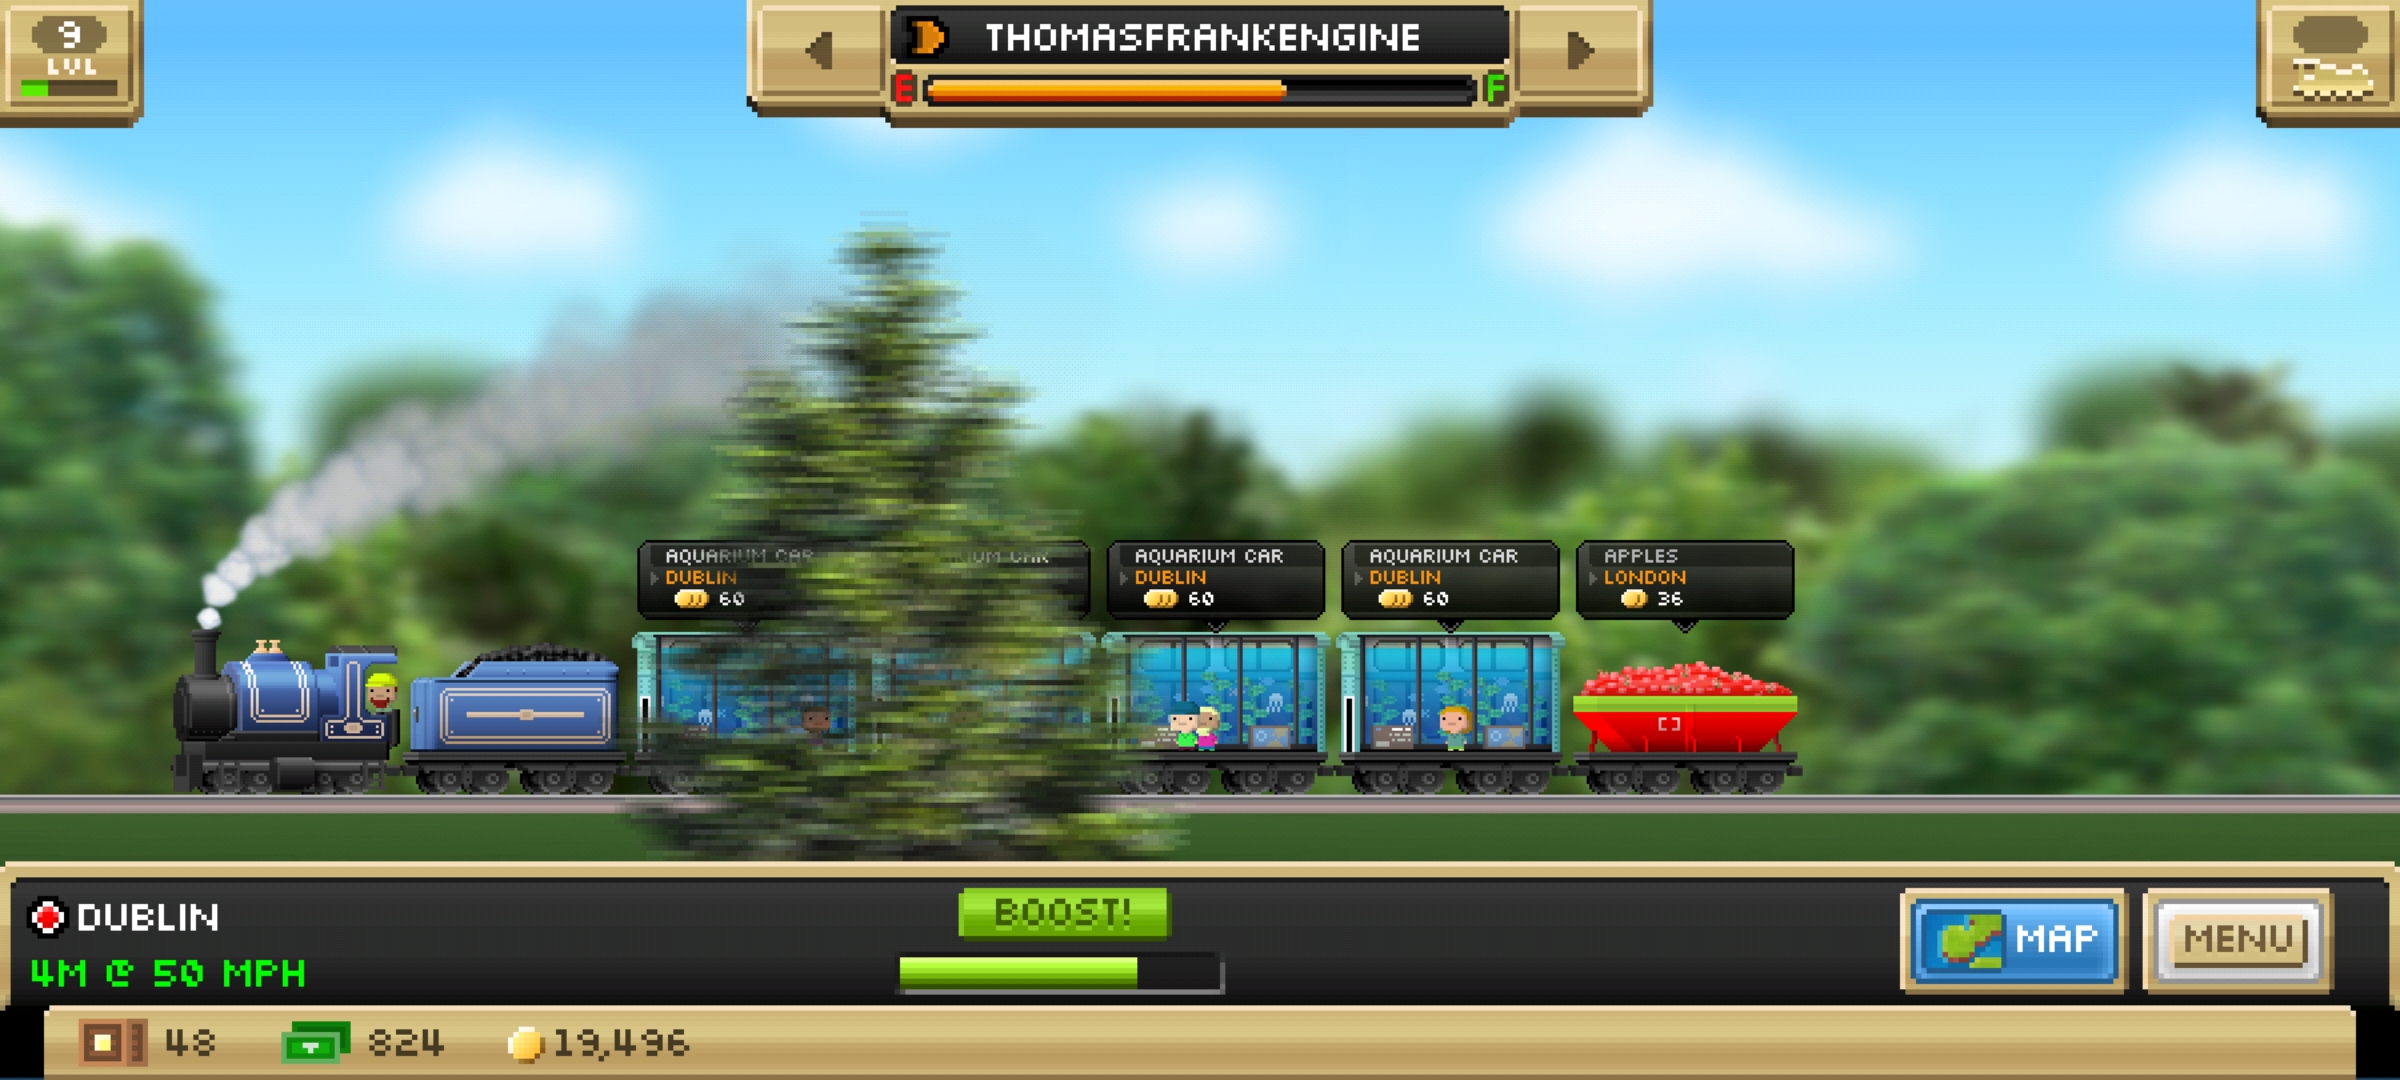 9
LVL
THOMASFRANKENGINE
E F
AQUARIUM CAR
DUBLIN
60
CAR
AQUARIUM CAR
DUBLIN
60
AQUARIUM CAR
DUBLIN
60
APPLES
LONDON
36
DUBLIN
4M @ 50 MPH
BOOST!
MAP
MENU
48
824
19,496